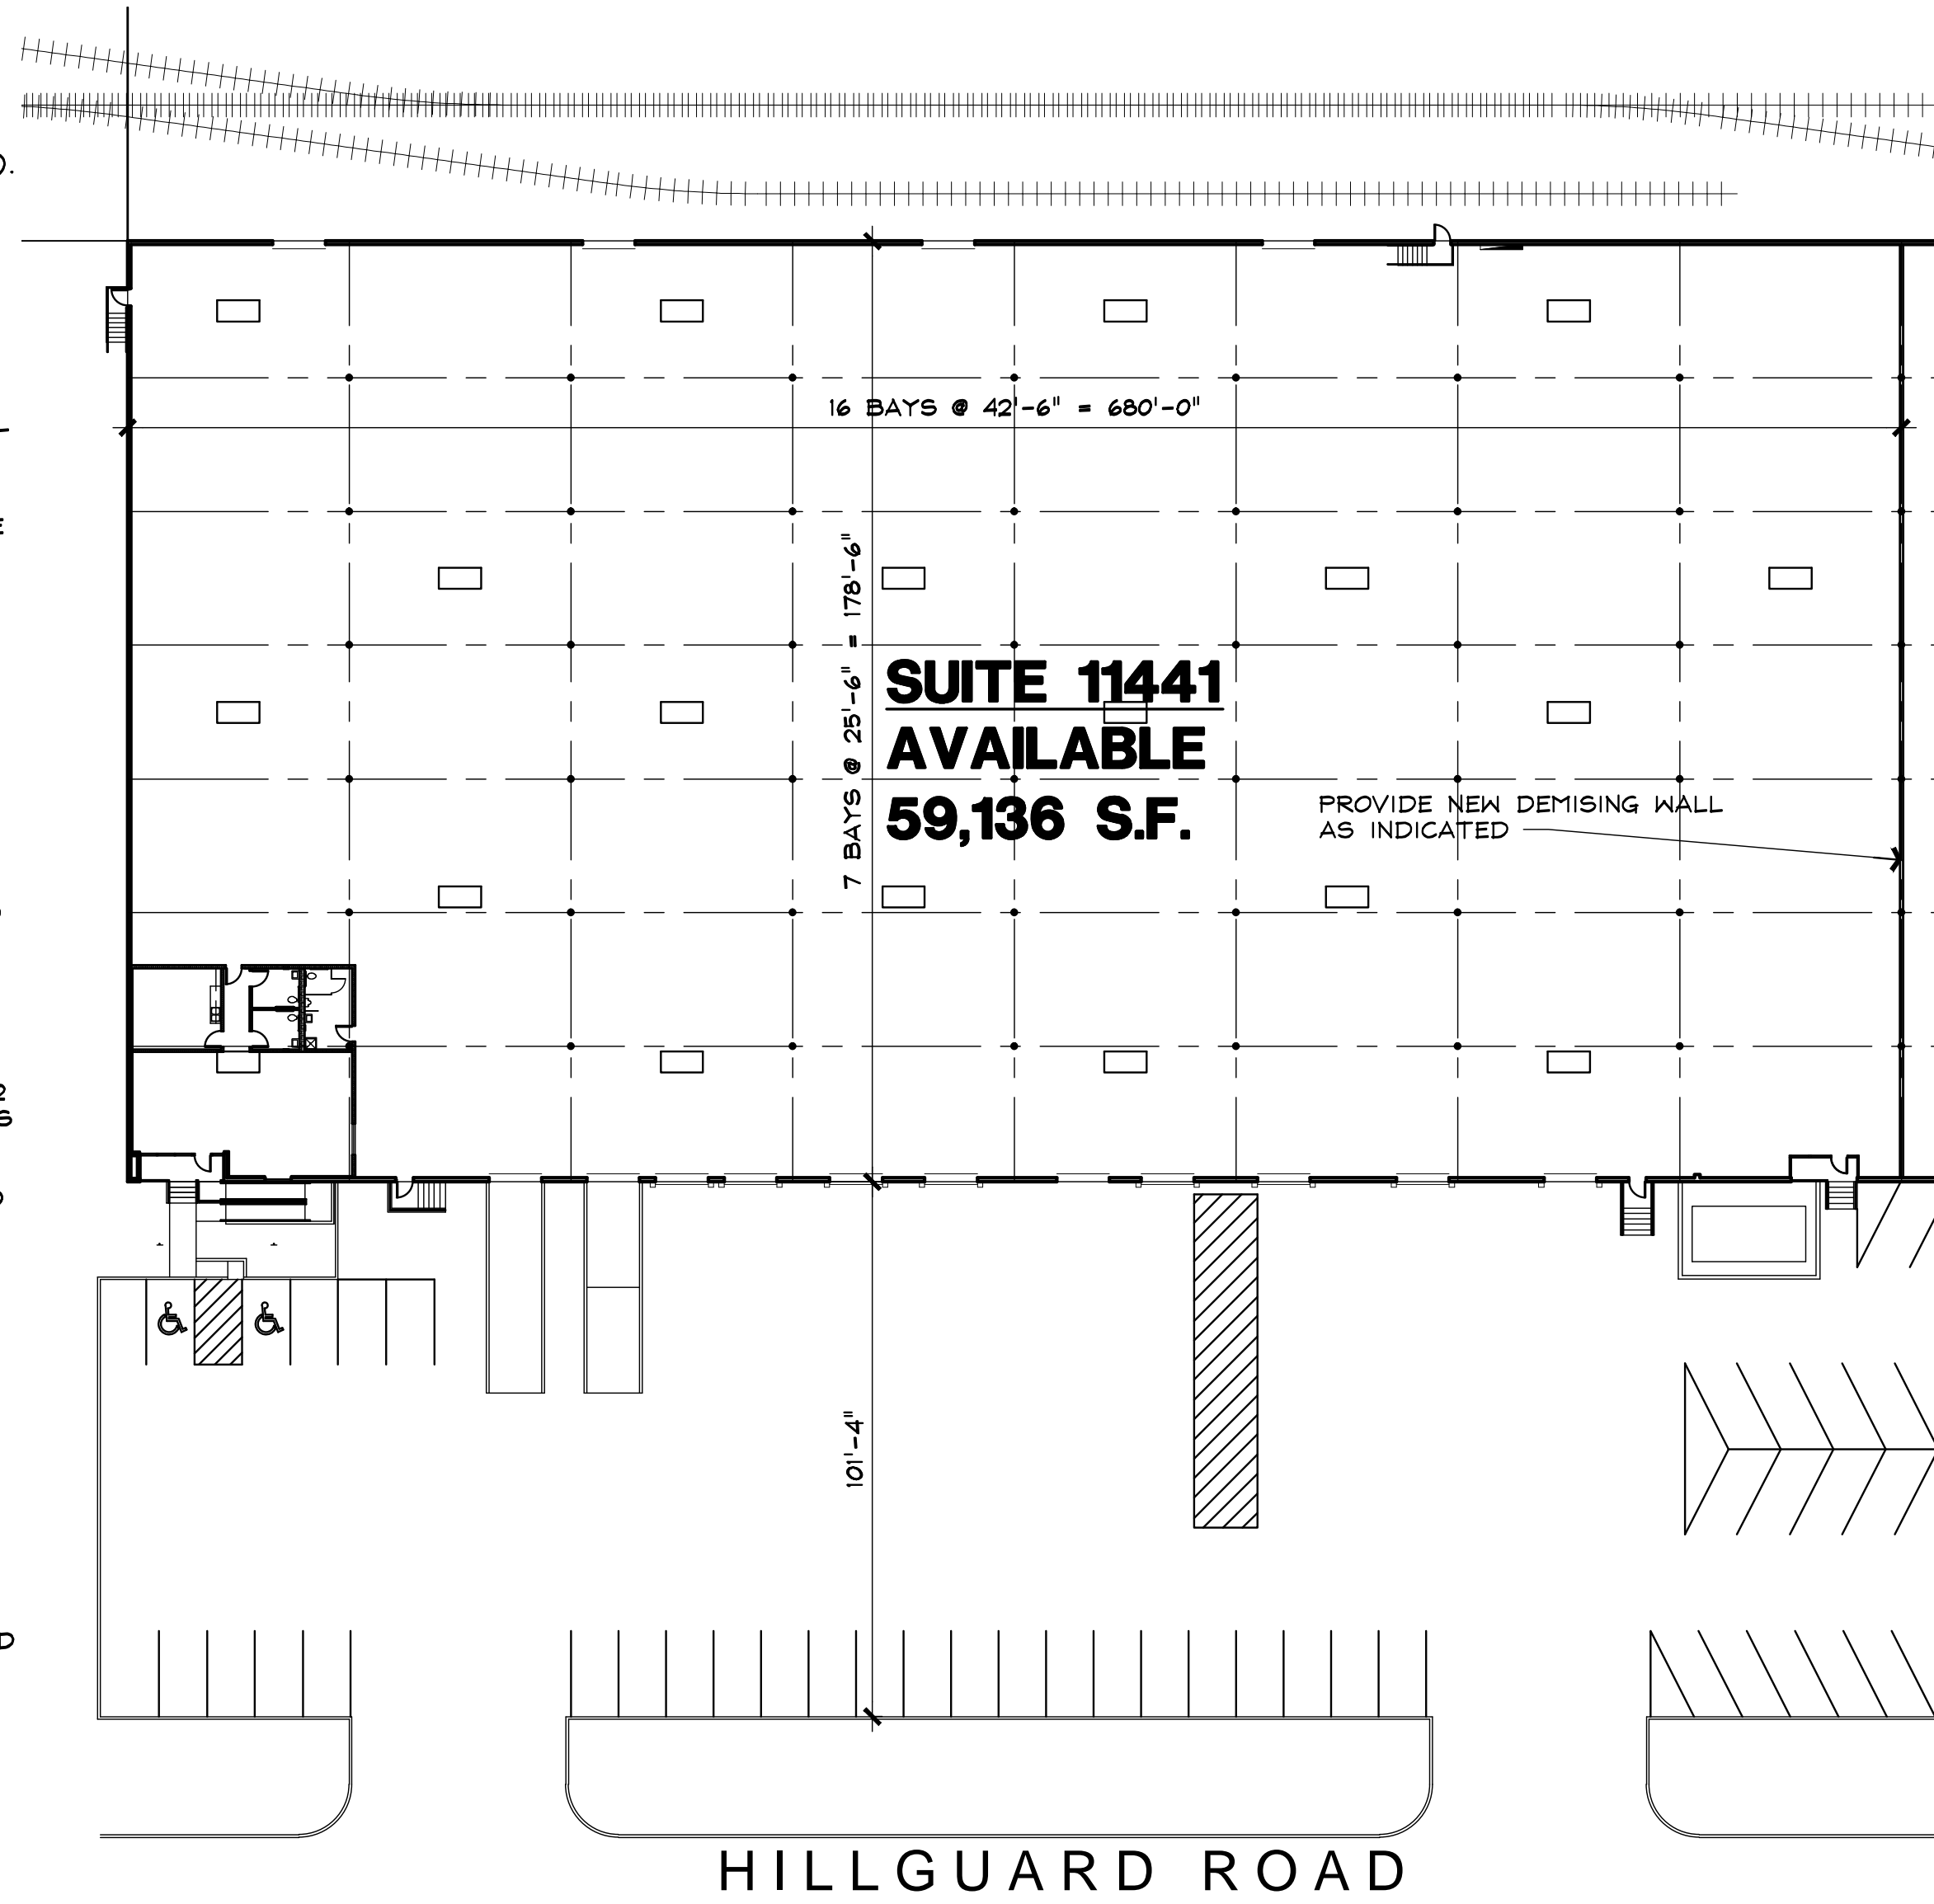 16 BAYS @ 42'-6" = 680'-0"
7 BAYS @ 25'-6" = 178'-6"
SUITE 11441
AVAILABLE
59,136 S.F.
PROVIDE NEW DEMISING WALL
AS INDICATED
101'-4"
HILLGUARD ROAD